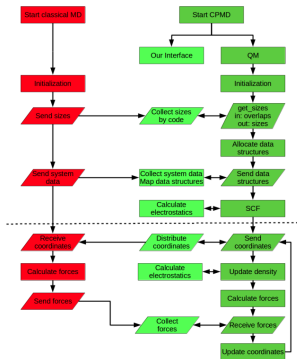 Start classical MD
Start CPMD
Our Interface
QM
Initialization
Initialization
Send sizes
Collect sizes
by code
get_sizes
in: overlaps
out: sizes
Allocate data
structures
Send system
data
Collect system data
Map data structures
Send data
structures
Calculate
electrostatics
SCF
Receive
coordinates
Distribute
coordinates
Send
coordinates
Calculate forces
Calculate
electrostatics
Update density
Calculate forces
Send forces
Collect
forces
Receive forces
Update coordinates